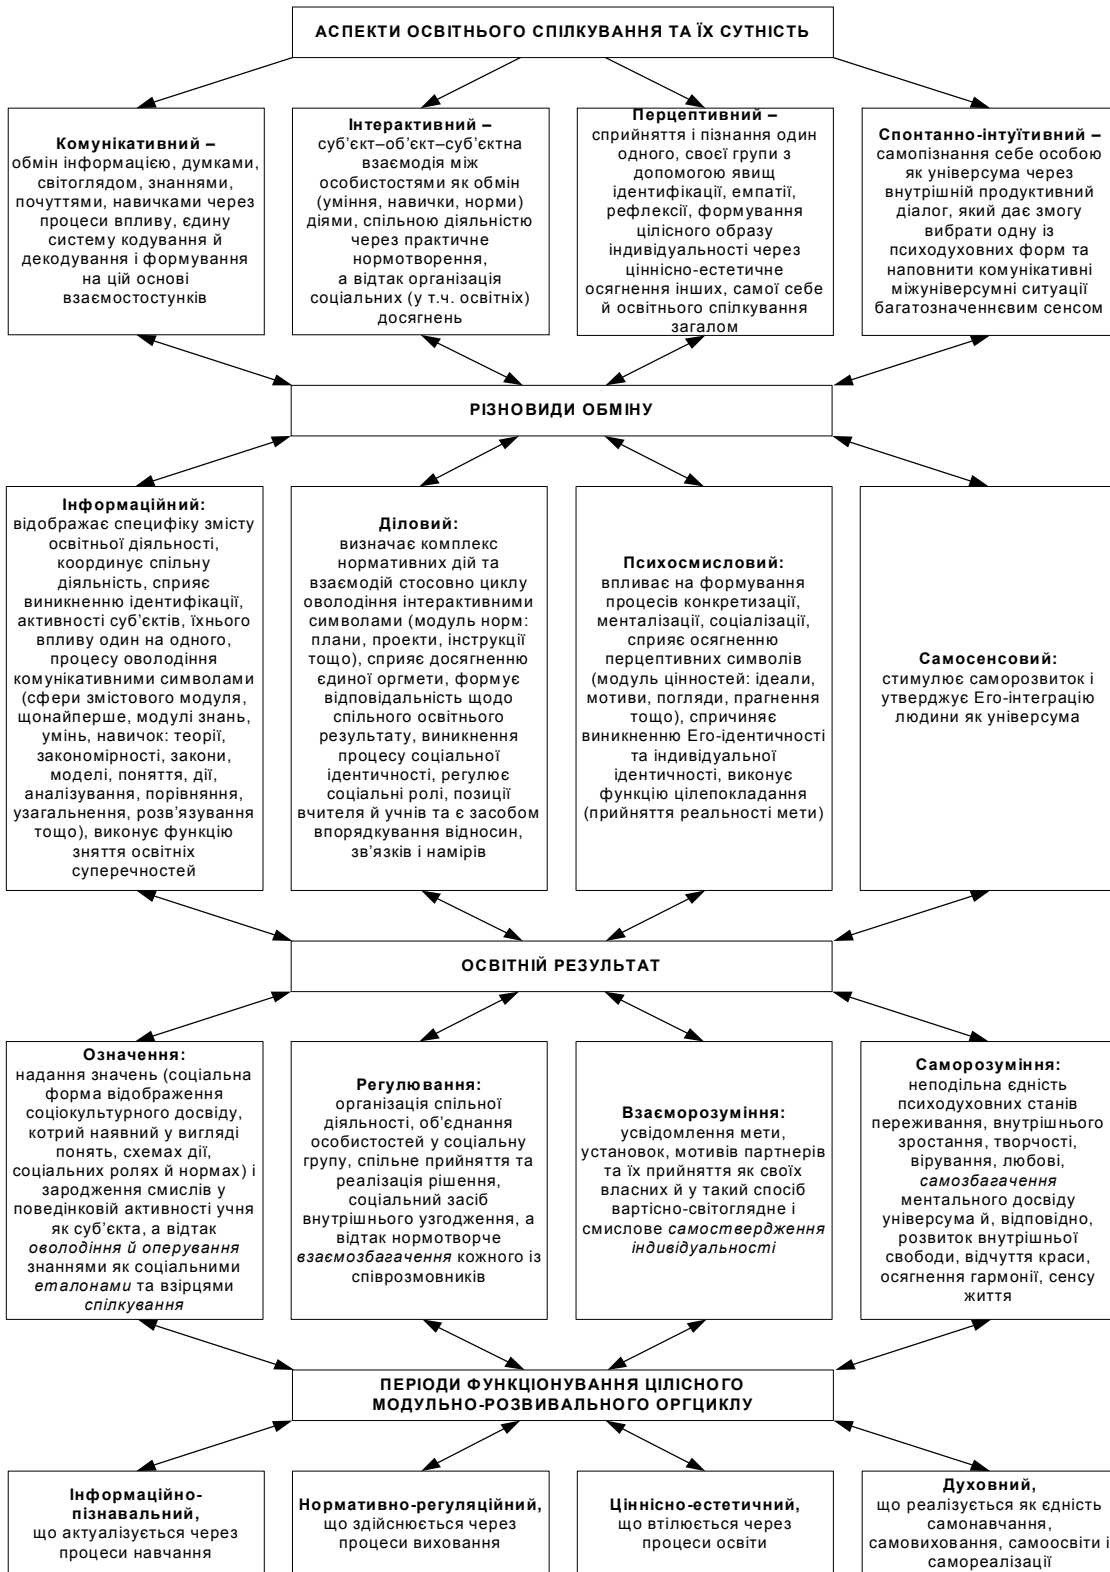 АСПЕКТИ ОСВІТНЬОГО СПІЛКУВАННЯ ТА ЇХ СУТНІСТЬ
Комунікативний –
обмін інформацією, думками,
світоглядом, знаннями,
почуттями, навичками через
процеси впливу, єдину
систему кодування й
декодування і формування
на цій основі
взаємостостунків
Інтерактивний –
суб’єкт–об’єкт–суб’єктна
взаємодія між
особистостями як обмін
(уміння, навички, норми)
діями, спільною діяльністю
через практичне
нормотворення,
а відтак організація
соціальних (у т.ч. освітніх)
досягнень
Перцептивний –
сприйняття і пізнання один
одного, своєї групи з
допомогою явищ
ідентифікації, емпатії,
рефлексії, формування
цілісного образу
індивідуальності через
ціннісно-естетичне
осягнення інших, самої себе
й освітнього спілкування
загалом
Спонтанно-інтуїтивний –
самопізнання себе особою
як універсума через
внутрішній продуктивний
діалог, який дає змогу
вибрати одну із
психодуховних форм та
наповнити комунікативні
міжуніверсумні ситуації
багатозначеннєвим сенсом
РІЗНОВИДИ ОБМІНУ
Інформаційний:
відображає специфіку змісту
освітньої діяльності,
координує спільну
діяльність, сприяє
виникненню ідентифікації,
активності суб’єктів, їхнього
впливу один на одного,
процесу оволодіння
комунікативними символами
(сфери змістового модуля,
щонайперше, модулі знань,
умінь, навичок: теорії,
закономірності, закони,
моделі, поняття, дії,
аналізування, порівняння,
узагальнення, розв’язування
тощо), виконує функцію
зняття освітніх
суперечностей
Діловий:
визначає комплекс
нормативних дій та
взаємодій стосовно циклу
оволодіння інтерактивними
символами (модуль норм:
плани, проекти, інструкції
тощо), сприяє досягненню
єдиної оргмети, формує
відповідальність щодо
спільного освітнього
результату, виникнення
процесу соціальної
ідентичності, регулює
соціальні ролі, позиції
вчителя й учнів та є засобом
впорядкування відносин,
зв’язків і намірів
Психосмисловий:
впливає на формування
процесів конкретизації,
менталізації, соціалізації,
сприяє осягненню
перцептивних символів
(модуль цінностей: ідеали,
мотиви, погляди, прагнення
тощо), спричиняє
виникненню Его-ідентичності
та індивідуальної
ідентичності, виконує
функцію цілепокладання
(прийняття реальності мети)
Самосенсовий:
стимулює саморозвиток і
утверджує Его-інтеграцію
людини як універсума
ОСВІТНІЙ РЕЗУЛЬТАТ
Означення:
надання значень (соціальна
форма відображення
соціокультурного досвіду,
котрий наявний у вигляді
понять, схемах дії,
соціальних ролях й нормах) і
зародження смислів у
поведінковій активності учня
як суб’єкта, а відтак
оволодіння й оперування
знаннями як соціальними
еталонами та взірцями
спілкування
Регулювання:
організація спільної
діяльності, об’єднання
особистостей у соціальну
групу, спільне прийняття та
реалізація рішення,
соціальний засіб
внутрішнього узгодження, а
відтак нормотворче
взаємозбагачення кожного із
співрозмовників
Взаєморозуміння:
усвідомлення мети,
установок, мотивів партнерів
та їх прийняття як своїх
власних й у такий спосіб
вартісно-світоглядне і
смислове самоствердження
індивідуальності
Саморозуміння:
неподільна єдність
психодуховних станів
переживання, внутрішнього
зростання, творчості,
вірування, любові,
самозбагачення
ментального досвіду
універсума й, відповідно,
розвиток внутрішньої
свободи, відчуття краси,
осягнення гармонії, сенсу
життя
ПЕРІОДИ ФУНКЦІОНУВАННЯ ЦІЛІСНОГО
МОДУЛЬНО-РОЗВИВАЛЬНОГО ОРГЦИКЛУ
Інформаційно-
пізнавальний,
що актуалізується через
процеси навчання
Нормативно-регуляційний,
що здійснюється через
процеси виховання
Ціннісно-естетичний,
що втілюється через
процеси освіти
Духовний,
що реалізується як єдність
самонавчання,
самовиховання, самоосвіти і
самореалізації